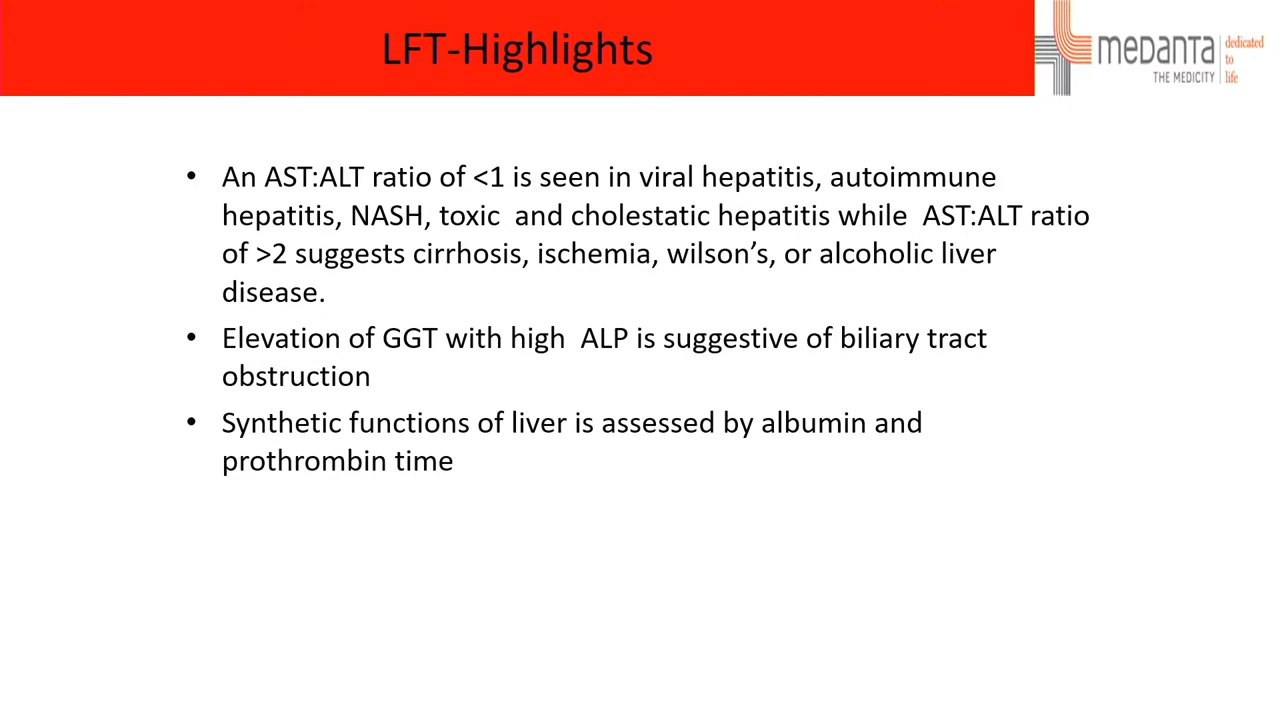 LFT-Highlights
medanta
THE MEDICITY
dedicated
to
life
• An AST:ALT ratio of <1 is seen in viral hepatitis, autoimmune
hepatitis, NASH, toxic  and cholestatic hepatitis while  AST:ALT ratio
of >2 suggests cirrhosis, ischemia, wilson’s, or alcoholic liver
disease.
• Elevation of GGT with high  ALP is suggestive of biliary tract
obstruction
• Synthetic functions of liver is assessed by albumin and
prothrombin time